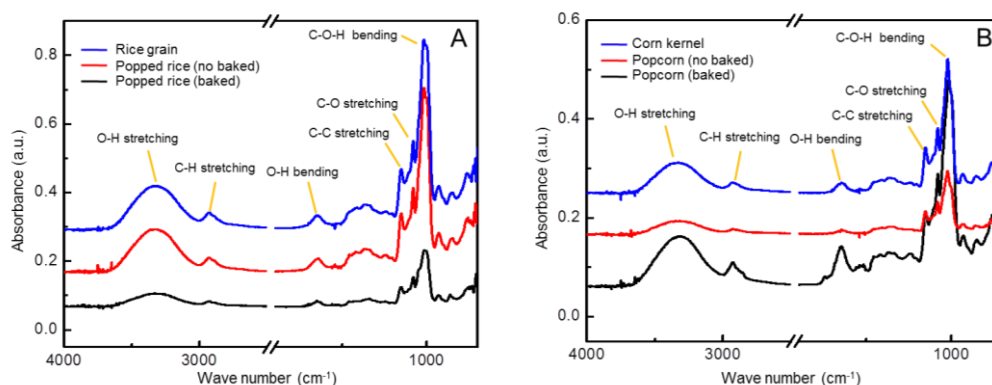 A
Rice grain
Popped rice (no baked)
Popped rice (baked)
C-O-H bending
C-O stretching
C-C stretching
O-H stretching
C-H stretching
O-H bending
Absorbance (a.u.)
0.8
0.6
0.4
0.2
0.0
4000
3000
1000
Wave number (cm⁻¹)
B
Corn kernel
Popcorn (no baked)
Popcorn (baked)
C-O-H bending
C-O stretching
C-C stretching
O-H stretching
C-H stretching
O-H bending
Absorbance (a.u.)
0.6
0.4
0.2
0.0
4000
3000
1000
Wave number (cm⁻¹)